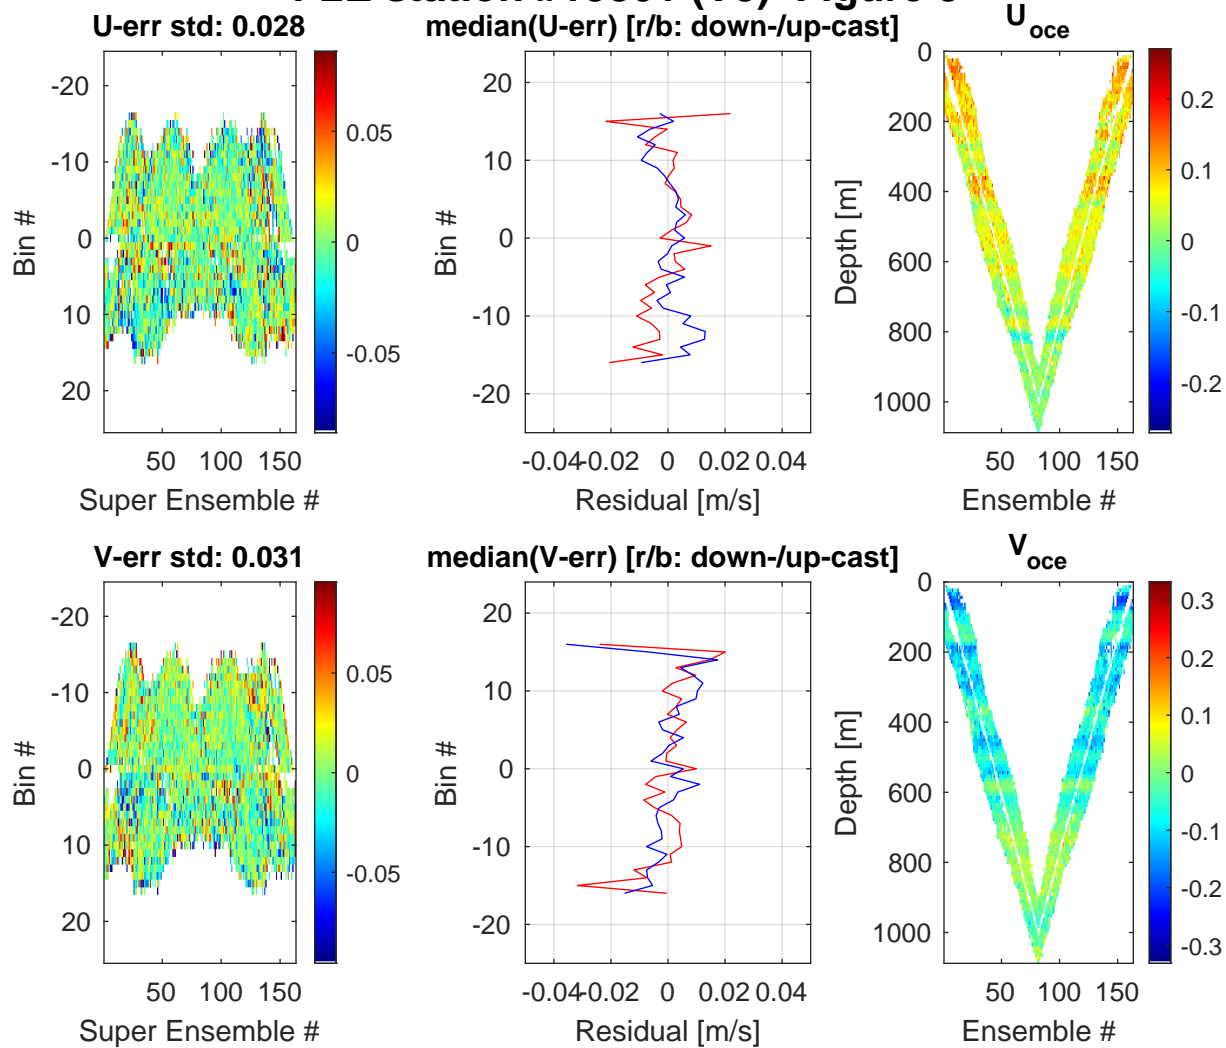 U-err std: 0.028
median(U-err) [r/b: down-/up-cast]
U_oce
-20
-10
0
10
20
Bin #
50 100 150
Super Ensemble #
0.05
0
-0.05
20
10
0
-10
-20
Bin #
-0.04 -0.02 0 0.02 0.04
Residual [m/s]
0
200
400
600
800
1000
Depth [m]
50 100 150
Ensemble #
0.2
0.1
0
-0.1
-0.2
V-err std: 0.031
median(V-err) [r/b: down-/up-cast]
V_oce
-20
-10
0
10
20
Bin #
50 100 150
Super Ensemble #
0.05
0
-0.05
20
10
0
-10
-20
Bin #
-0.04 -0.02 0 0.02 0.04
Residual [m/s]
0
200
400
600
800
1000
Depth [m]
50 100 150
Ensemble #
0.3
0.2
0.1
0
-0.1
-0.2
-0.3